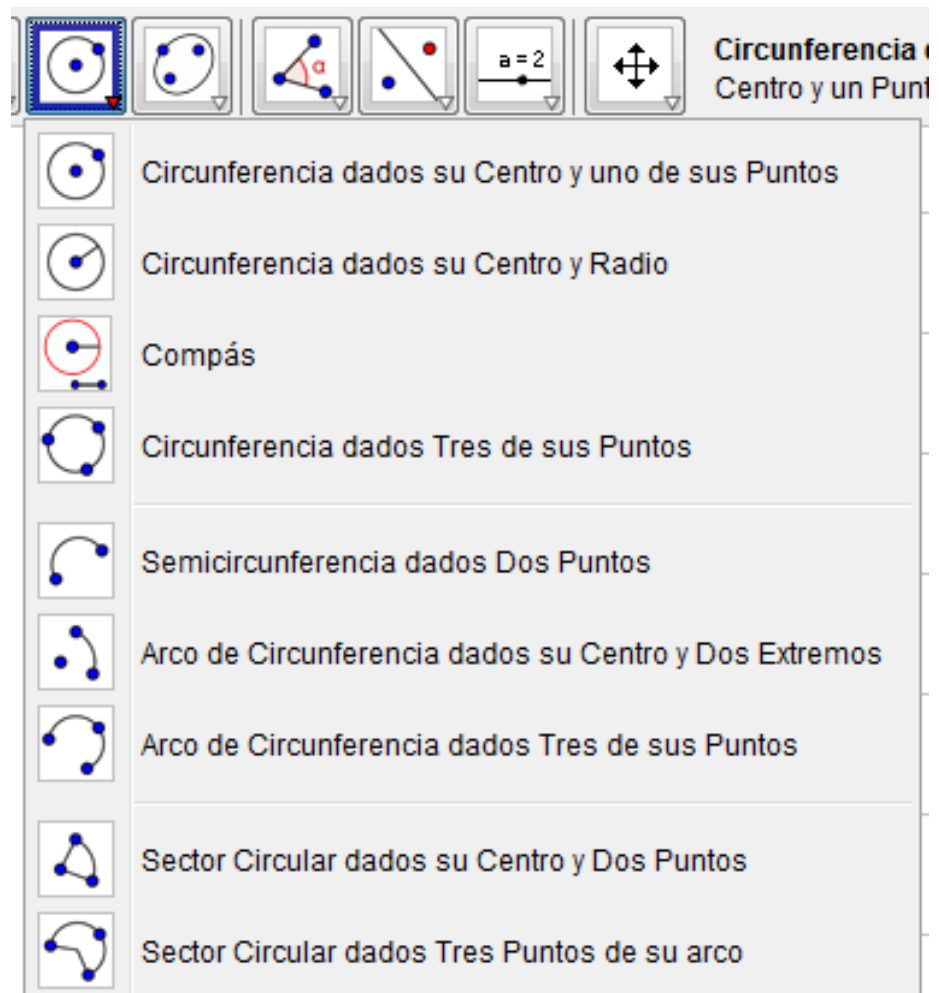 α
a = 2
Circunferencia
Centro y un
Circunferencia dados su Centro y uno de sus Puntos
Circunferencia dados su Centro y Radio
Compás
Circunferencia dados Tres de sus Puntos
Semicircunferencia dados Dos Puntos
Arco de Circunferencia dados su Centro y Dos Extremos
Arco de Circunferencia dados Tres de sus Puntos
Sector Circular dados su Centro y Dos Puntos
Sector Circular dados Tres Puntos de su arco